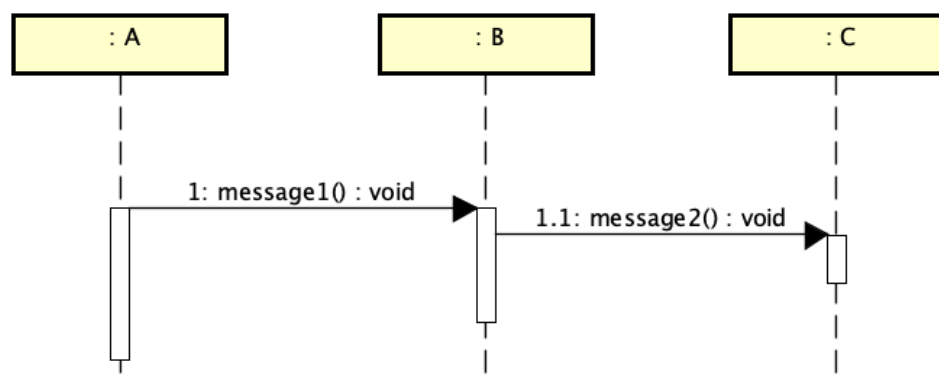 : A
: B
: C
1: message1() : void
1.1: message2() : void